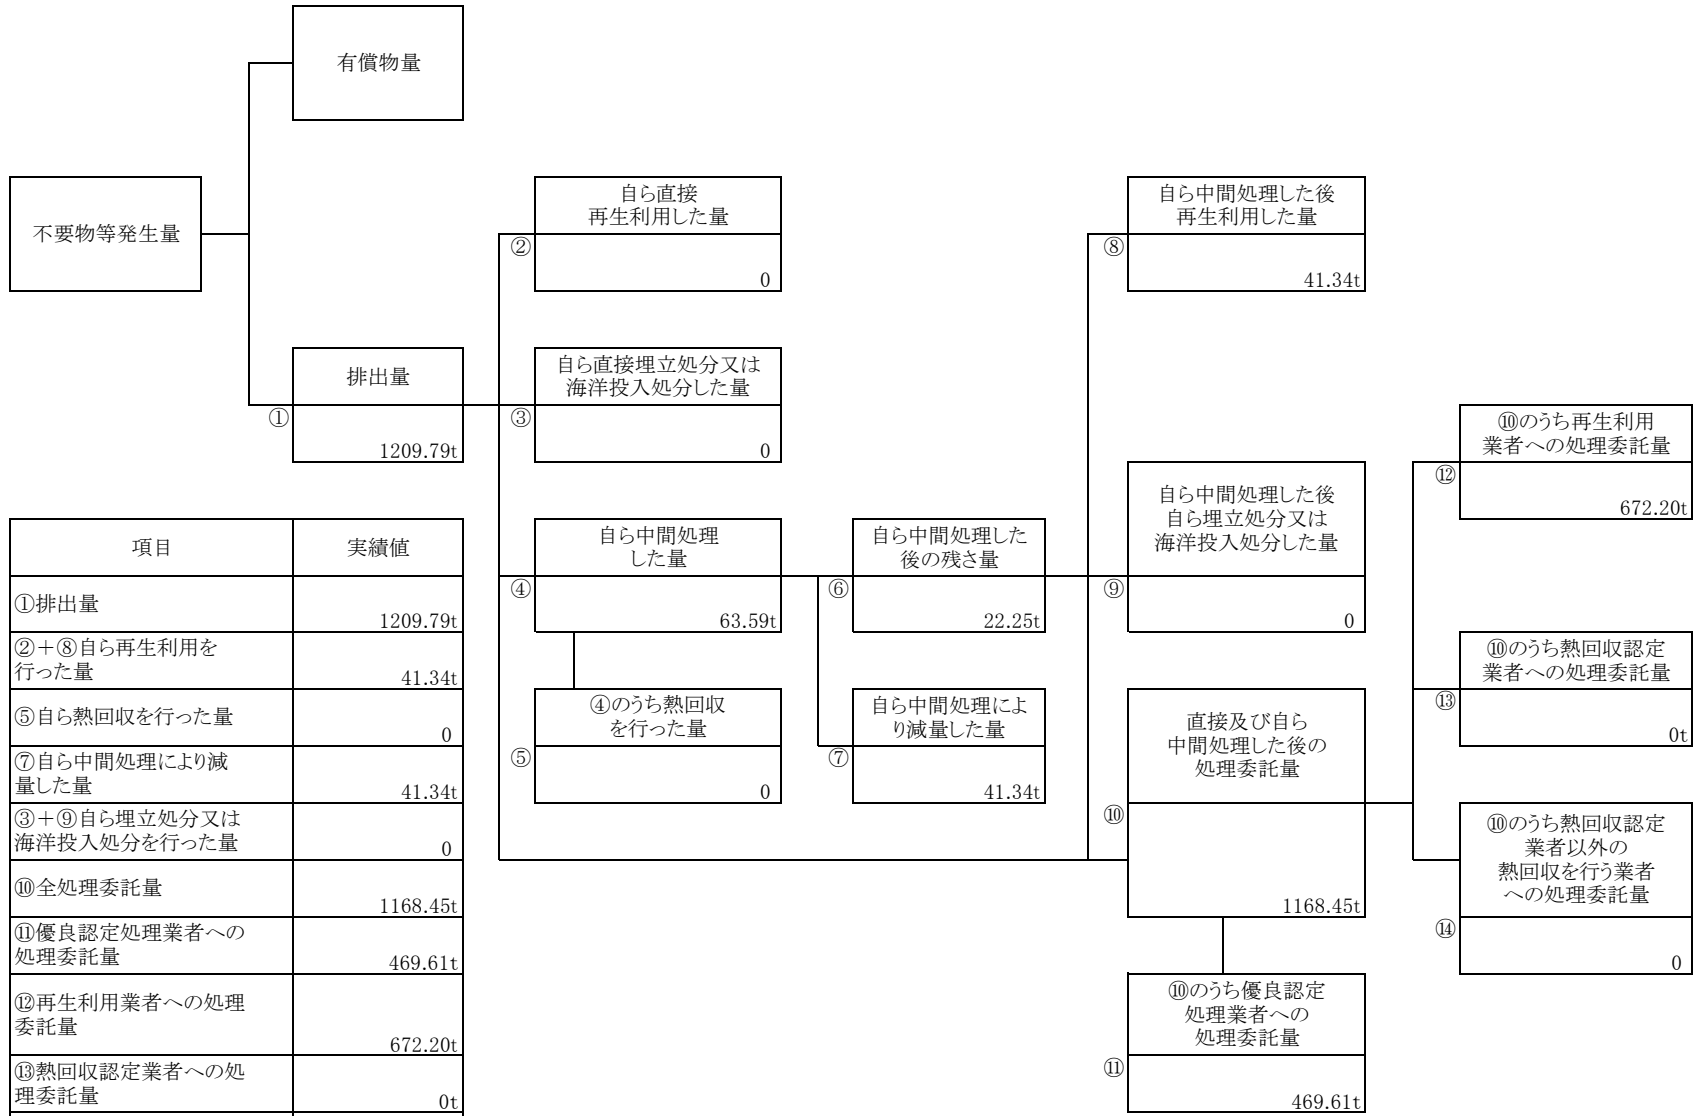 有償物量
不要物等発生量
排出量
①
1209.79t
自ら直接
再生利用した量
②
0
自ら直接埋立処分又は
海洋投入処分した量
③
0
自ら中間処理
した量
④
63.59t
④のうち熱回収
を行った量
⑤
0
自ら中間処理した
後の残さ量
⑥
22.25t
自ら中間処理によ
り減量した量
⑦
41.34t
自ら中間処理した後
再生利用した量
⑧
41.34t
自ら中間処理した後
自ら埋立処分又は
海洋投入処分した量
⑨
0
直接及び自ら
中間処理した後の
処理委託量
⑩
1168.45t
⑩のうち優良認定
処理業者への
処理委託量
⑪
469.61t
⑩のうち再生利用
業者への処理委託量
⑫
672.20t
⑩のうち熱回収認定
業者への処理委託量
⑬
0t
⑩のうち熱回収認定
業者以外の
熱回収を行う業者
への処理委託量
⑭
0
項目 実績値
①排出量
1209.79t
②+⑧自ら再生利用を
行った量
41.34t
⑤自ら熱回収を行った量
0
⑦自ら中間処理により減
量した量
41.34t
③+⑨自ら埋立処分又は
海洋投入処分を行った量
0
⑩全処理委託量
1168.45t
⑪優良認定処理業者への
処理委託量
469.61t
⑫再生利用業者への処理
委託量
672.20t
⑬熱回収認定業者への処
理委託量
0t